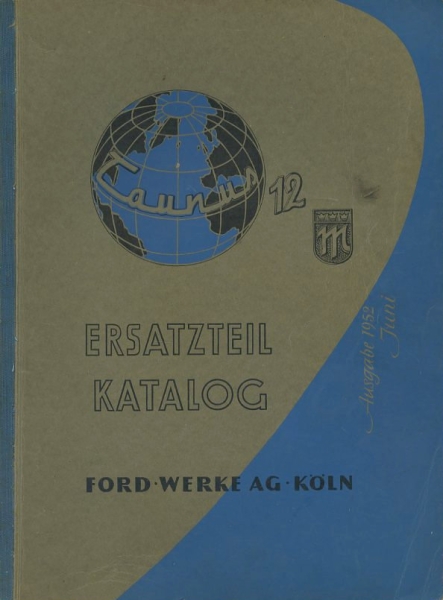 Taunus 12
M
ERSATZTEIL
KATALOG
FORD·WERKE AG·KÖLN
Ausgabe 1952
Juni